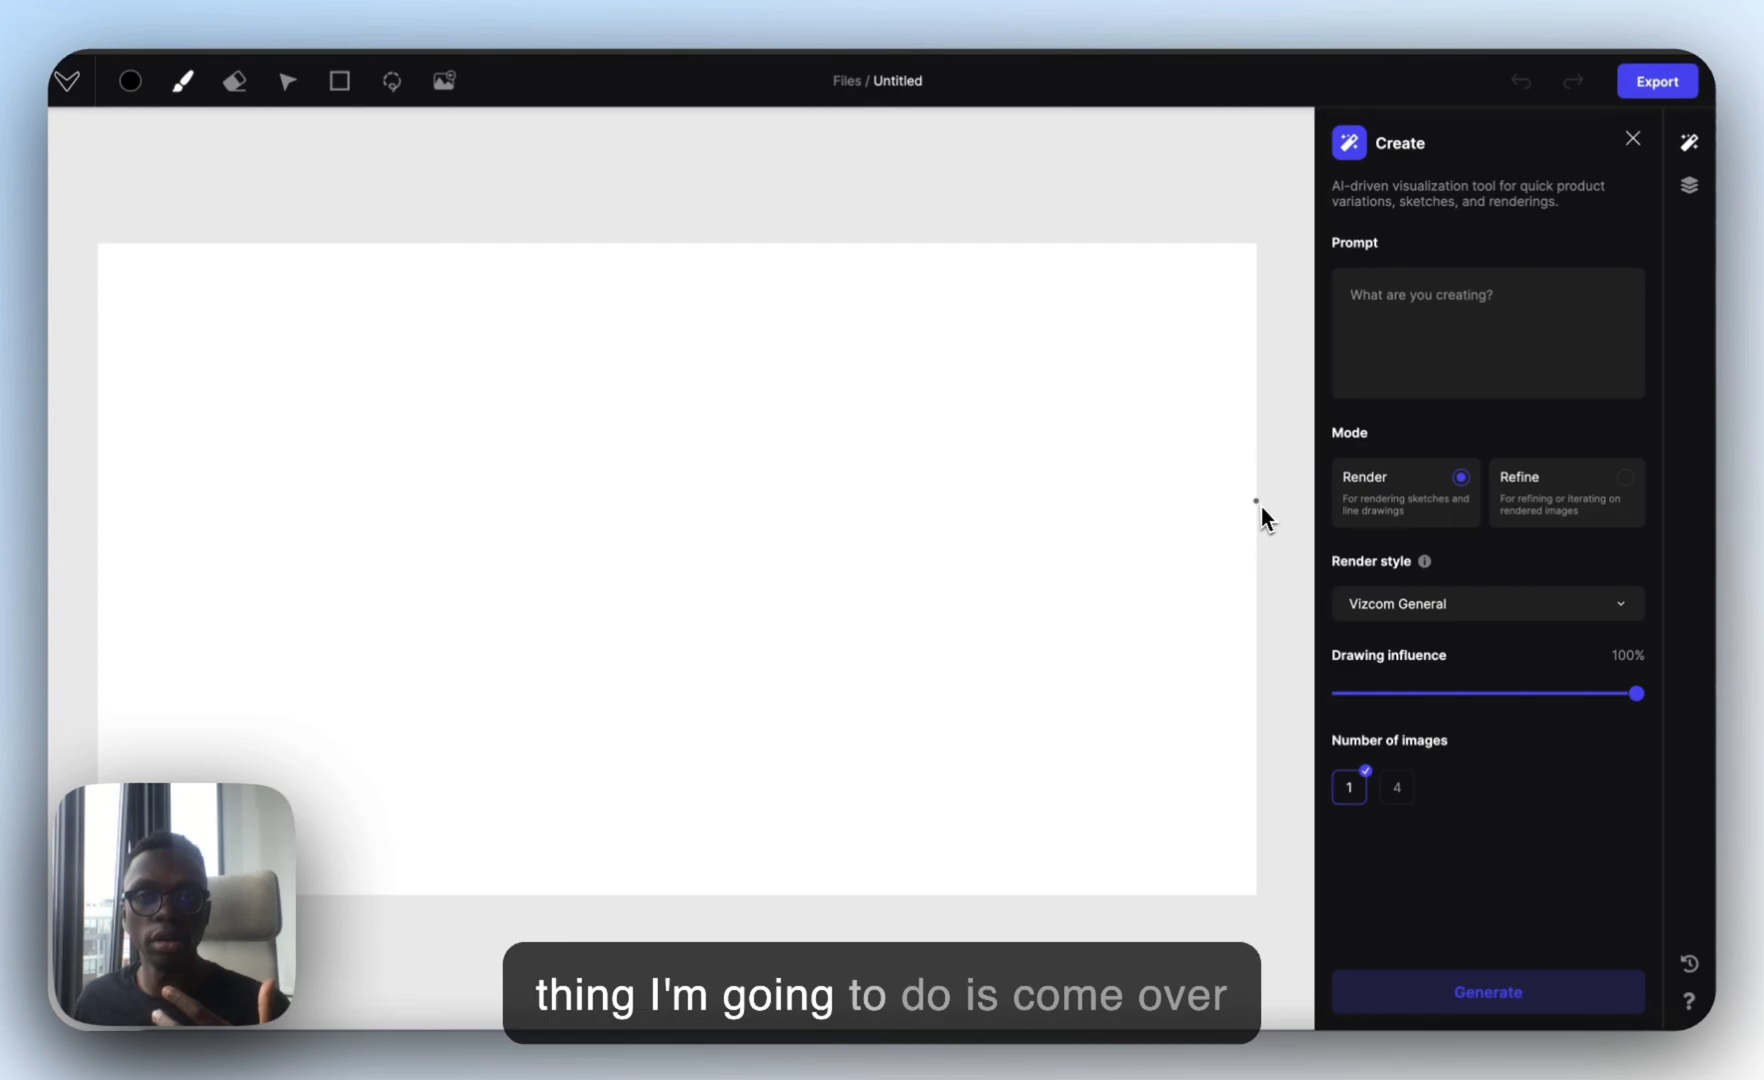 Files / Untitled
Export
Create
AI-driven visualization tool for quick product
variations, sketches, and renderings.
Prompt
What are you creating?
Mode
Render
For rendering sketches and
line drawings
Refine
For refining or iterating on
rendered images
Render style
Vizcom General
Drawing influence 100%
Number of images
1 4
Generate
thing I'm going to do is come over